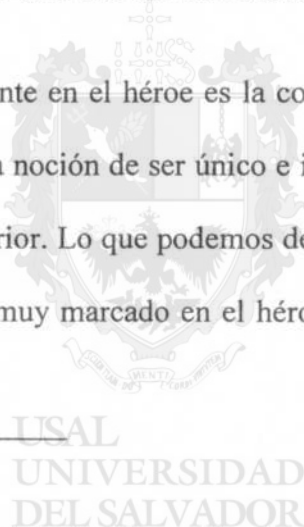 nte en el héroe es la co
noción de ser único e i
rior. Lo que podemos de
muy marcado en el héro
USAL
UNIVERSIDAD
DEL SALVADOR